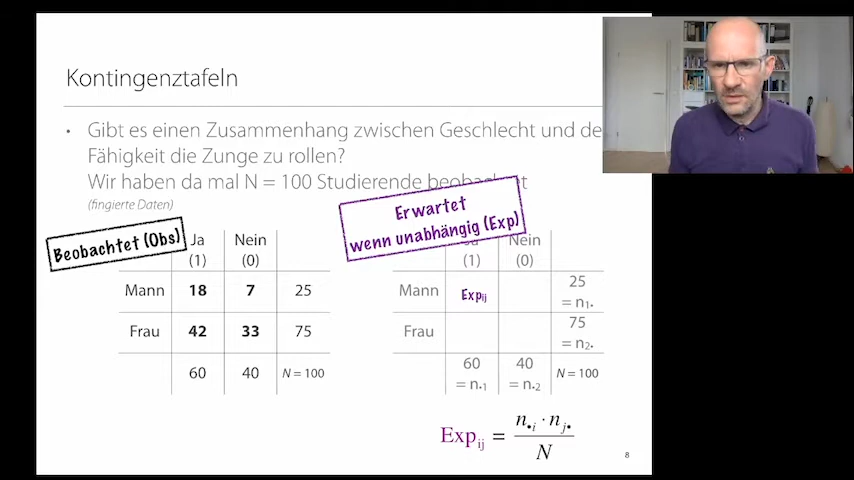 Kontingenztafeln
• Gibt es einen Zusammenhang zwischen Geschlecht und de
Fähigkeit die Zunge zu rollen?
Wir haben da mal N = 100 Studierende beobachtet
(fingierte Daten)
Beobachtet (Obs)
Ja Nein
(1) (0)
Mann 18 7 25
Frau 42 33 75
60 40 N = 100
Erwartet
wenn unabhängig (Exp)
Ja Nein
(1) (0)
Mann Expij 25
= n1•
Frau 75
= n2•
60 40 N = 100
= n•1 = n•2
Expij = n•i · nj•
N
8